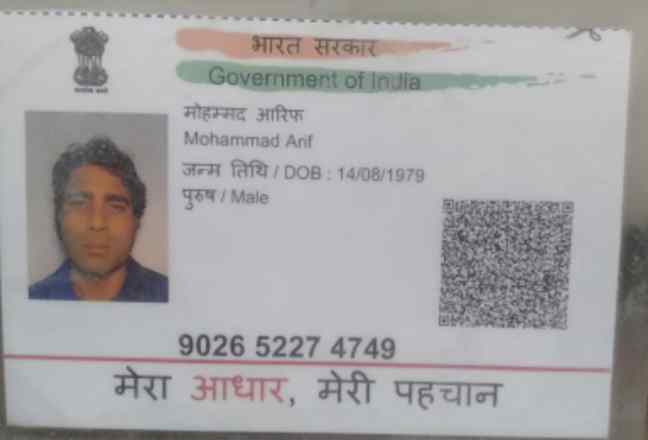 भारत सरकार
Government of India
मोहम्मद आरिफ
Mohammad Arif
जन्म तिथि / DOB : 14/08/1979
पुरुष / Male
9026 5227 4749
मेरा आधार, मेरी पहचान